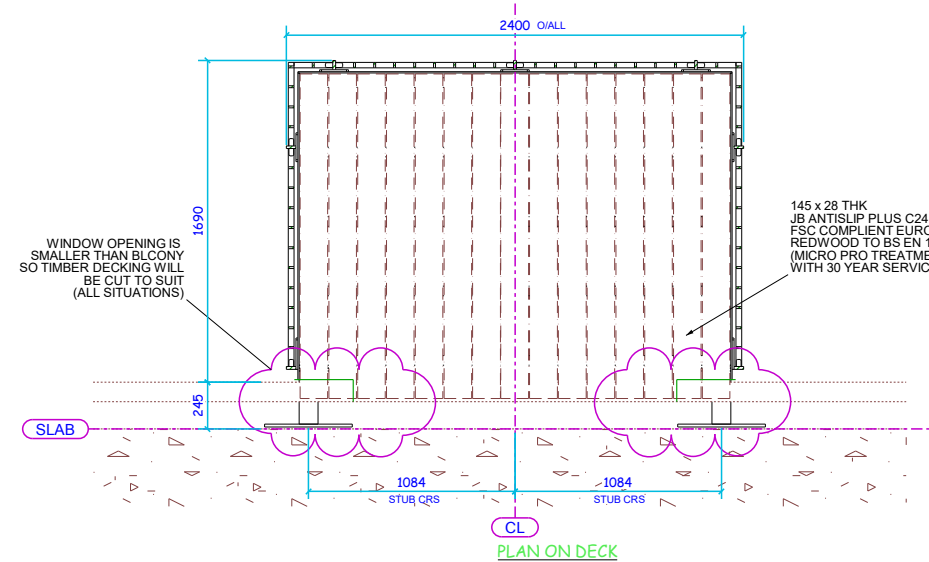 2400 O/ALL
1690
WINDOW OPENING IS
SMALLER THAN BLCONY
SO TIMBER DECKING WILL
BE CUT TO SUIT
(ALL SITUATIONS)
145 x 28 THK
JB ANTISLIP PLUS C24
FSC COMPLIENT EURO
REDWOOD TO BS EN 1
(MICRO PRO TREATME
WITH 30 YEAR SERVIC
245
SLAB
1084
STUB CRS
1084
STUB CRS
CL
PLAN ON DECK